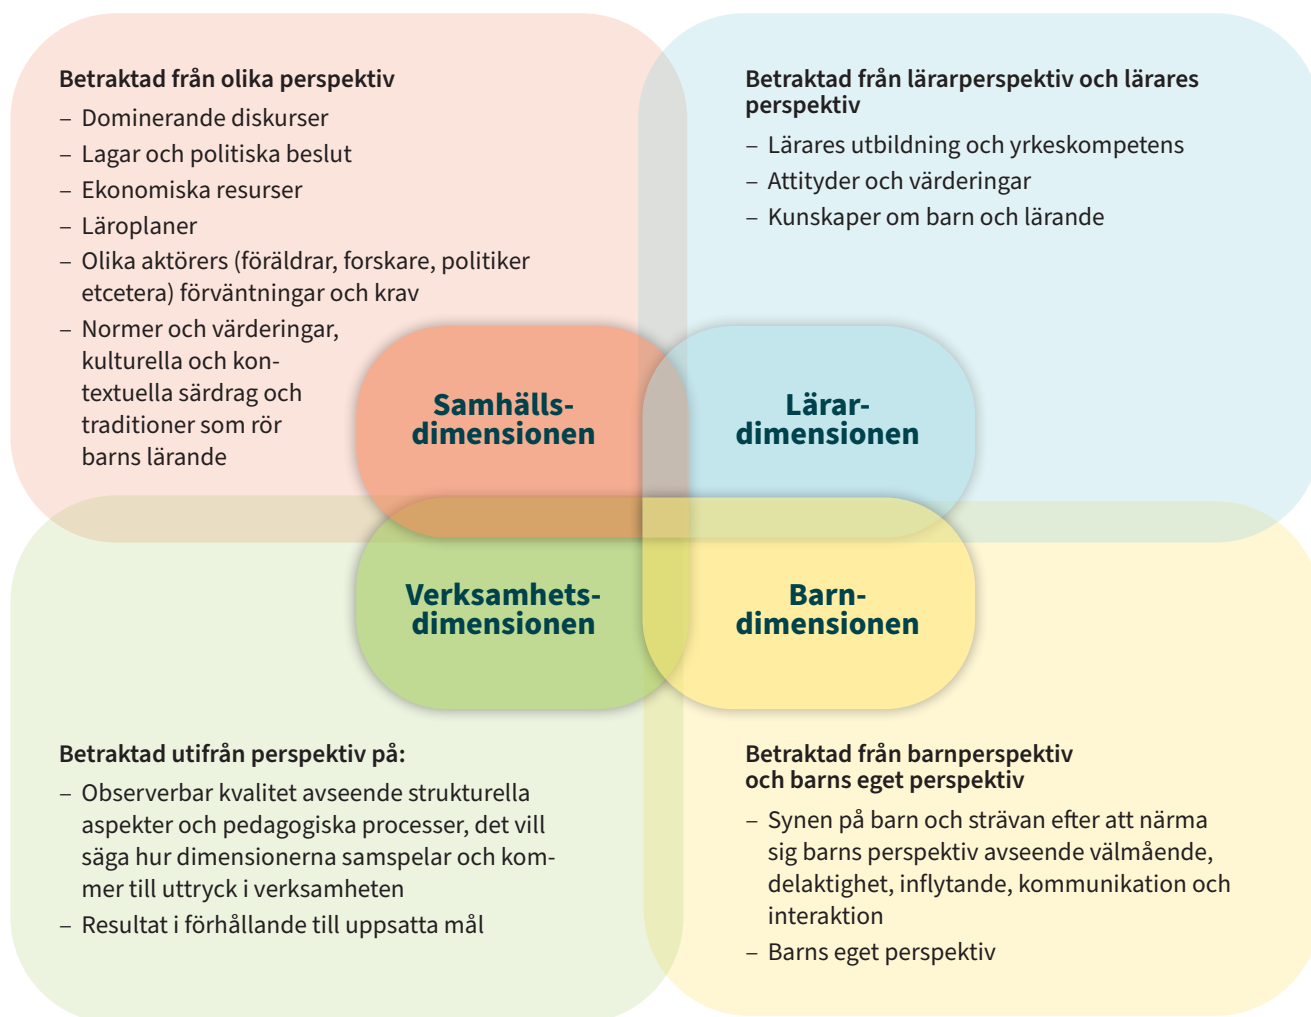 Betraktad från olika perspektiv
– Dominerande diskurser
– Lagar och politiska beslut
– Ekonomiska resurser
– Läroplaner
– Olika aktörers (föräldrar, forskare, politiker
etcetera) förväntningar och krav
– Normer och värderingar,
kulturella och kon-
textuella särdrag och
traditioner som rör
barns lärande
Betraktad från lärarperspektiv och lärares
perspektiv
– Lärares utbildning och yrkeskompetens
– Attityder och värderingar
– Kunskaper om barn och lärande
Samhälls-
dimensionen
Lärar-
dimensionen
Verksamhets-
dimensionen
Barn-
dimensionen
Betraktad utifrån perspektiv på:
– Observerbar kvalitet avseende strukturella
aspekter och pedagogiska processer, det vill
säga hur dimensionerna samspelar och kom-
mer till uttryck i verksamheten
– Resultat i förhållande till uppsatta mål
Betraktad från barnperspektiv
och barns eget perspektiv
– Synen på barn och strävan efter att närma
sig barns perspektiv avseende välmående,
delaktighet, inflytande, kommunikation och
interaktion
– Barns eget perspektiv